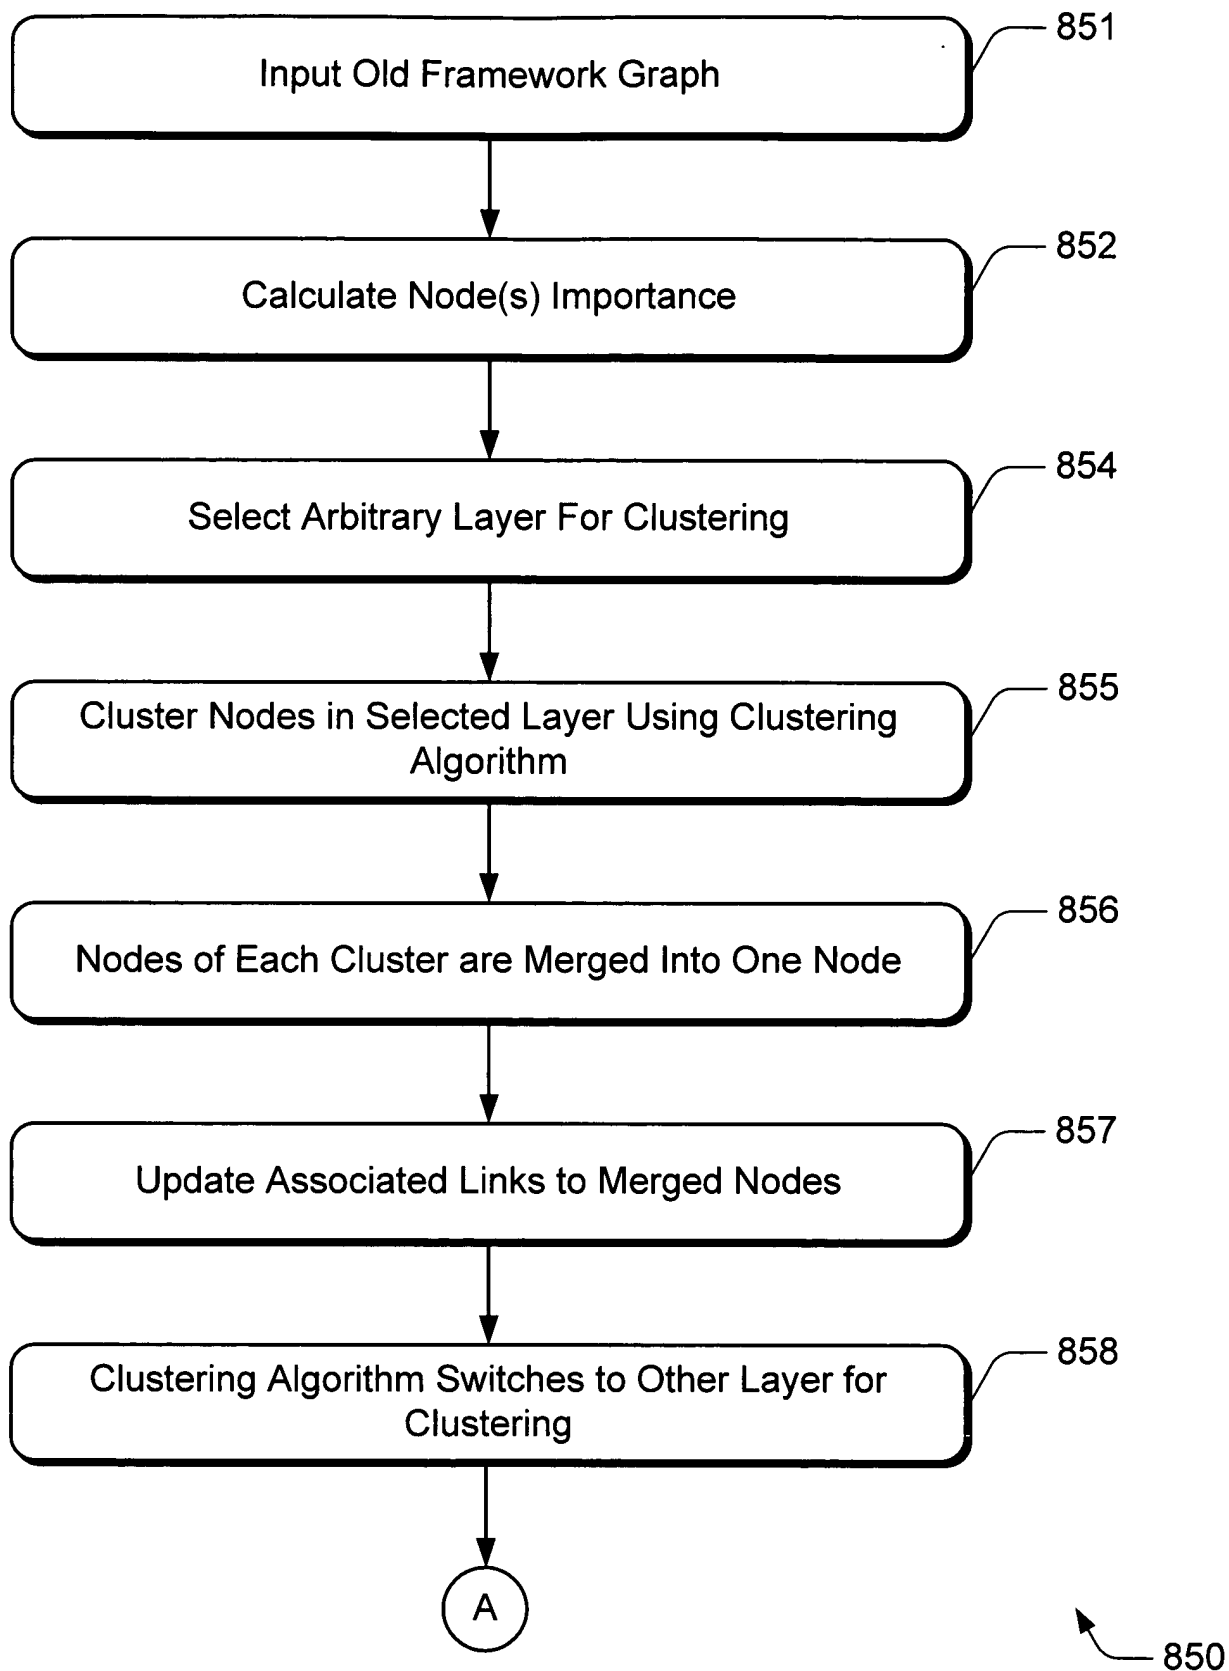 851
Input Old Framework Graph
852
Calculate Node(s) Importance
854
Select Arbitrary Layer For Clustering
855
Cluster Nodes in Selected Layer Using Clustering
Algorithm
856
Nodes of Each Cluster are Merged Into One Node
857
Update Associated Links to Merged Nodes
858
Clustering Algorithm Switches to Other Layer for
Clustering
A
850